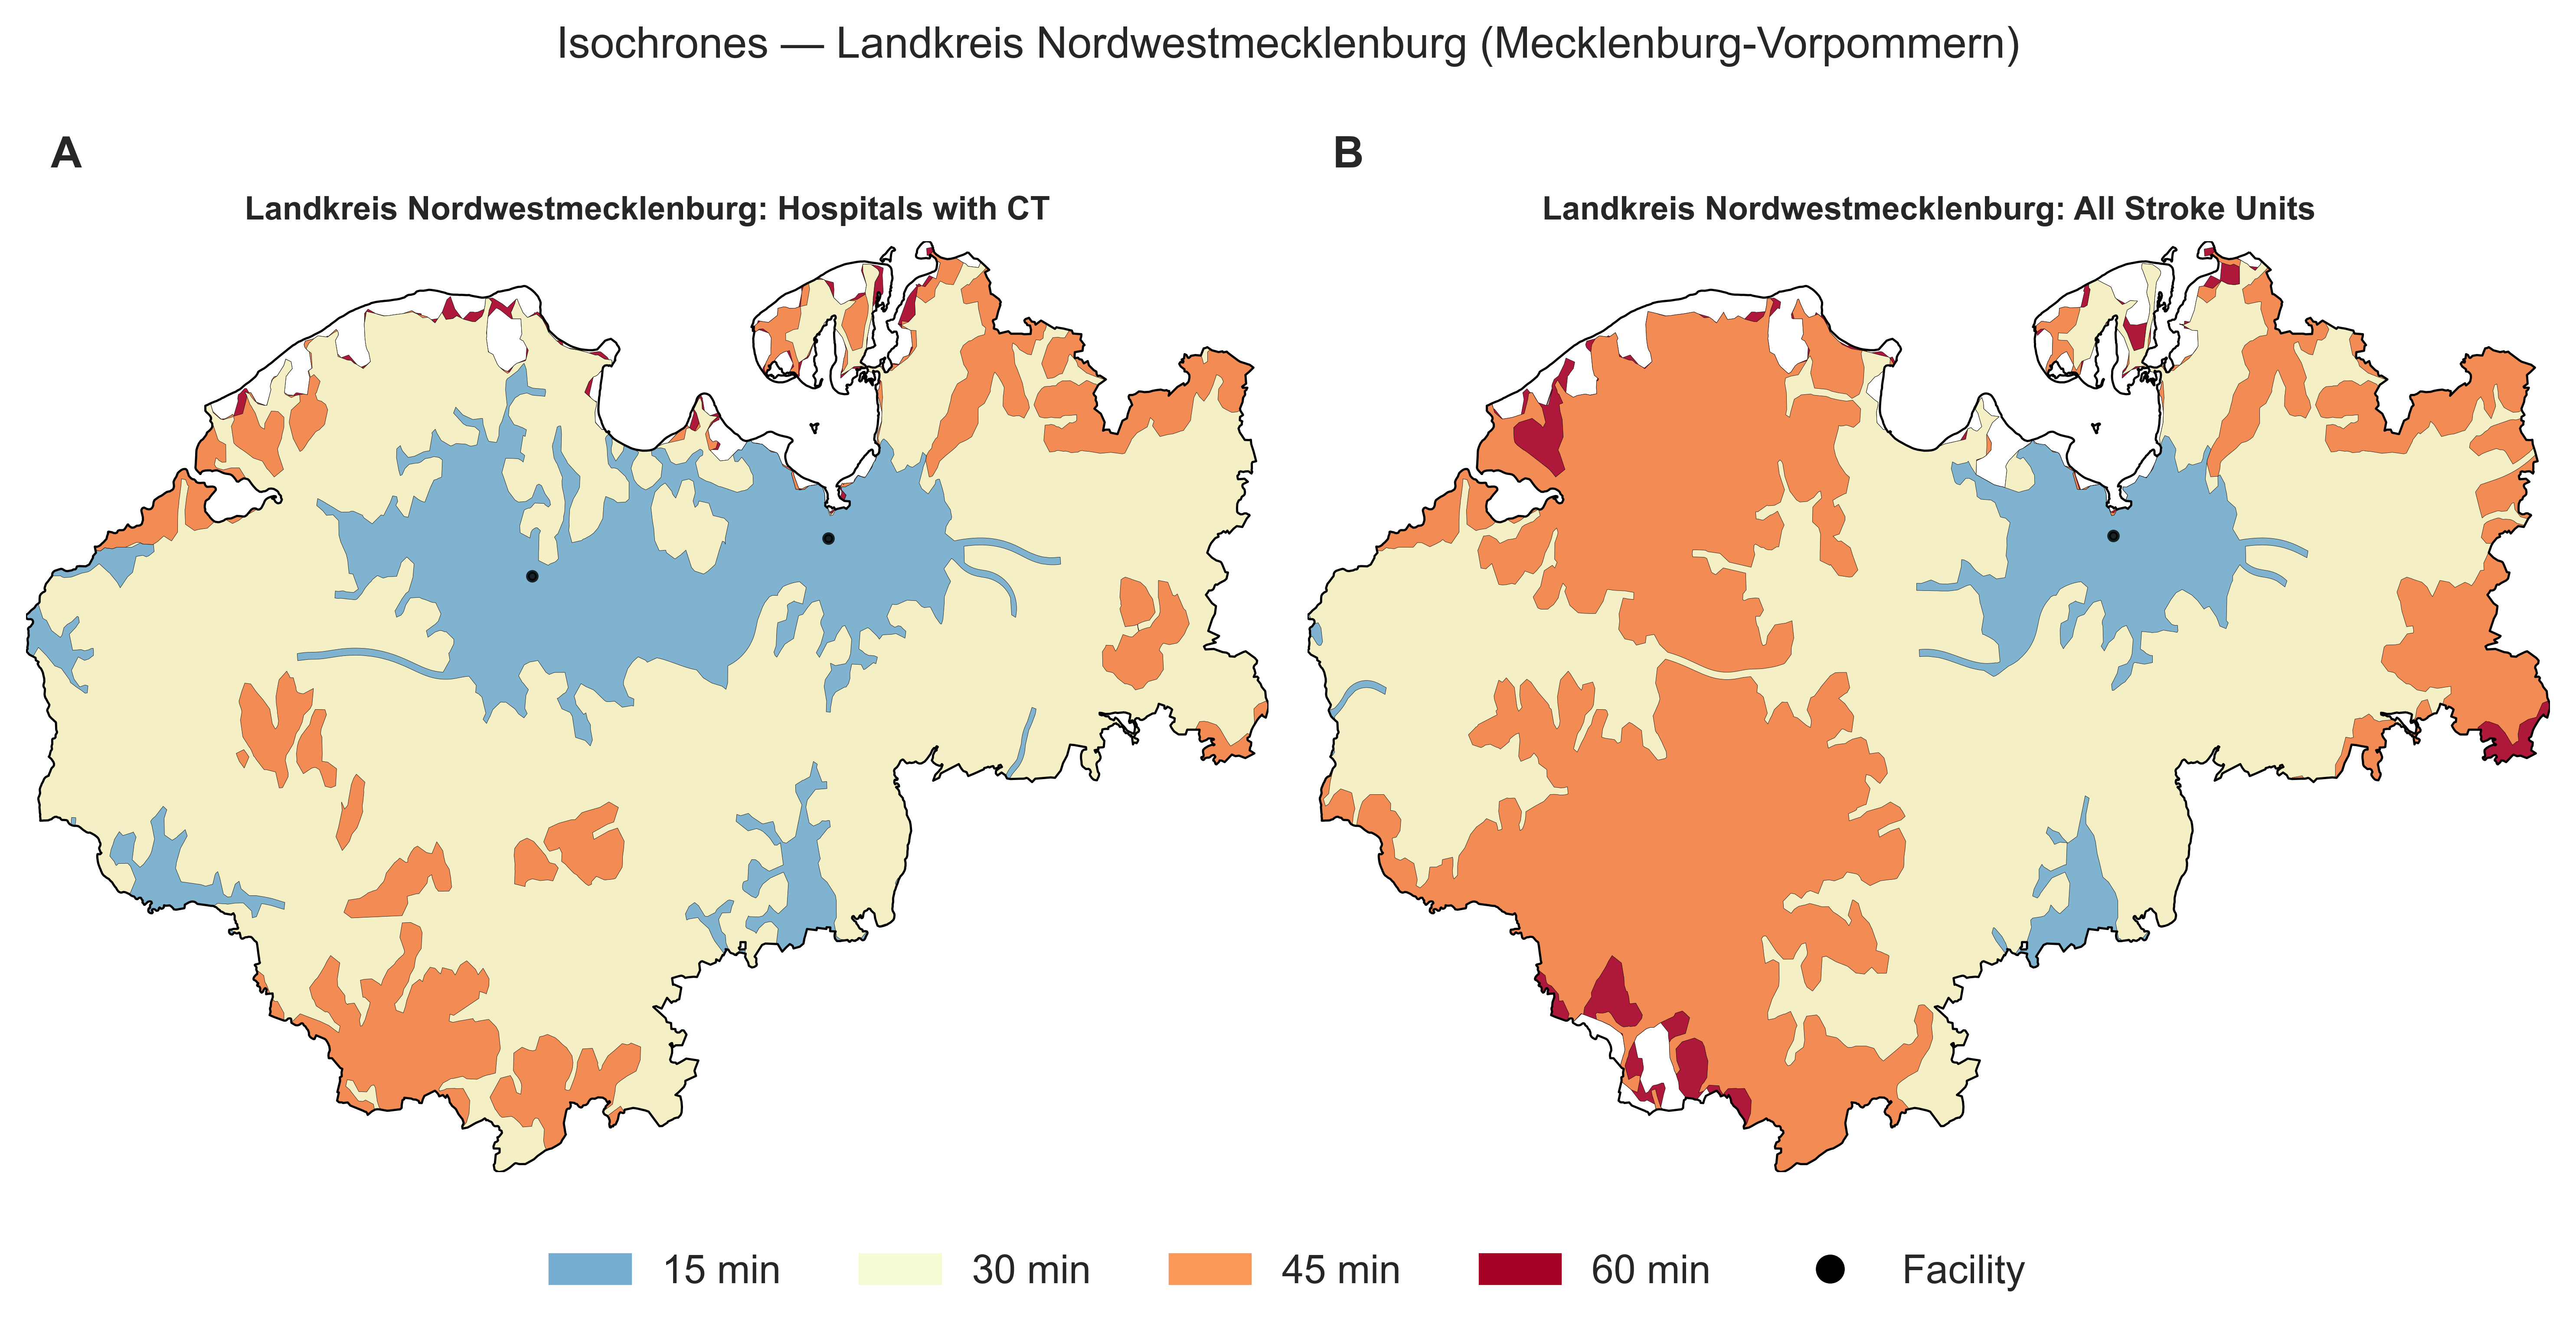 Isochrones — Landkreis Nordwestmecklenburg (Mecklenburg-Vorpommern)
A
B
Landkreis Nordwestmecklenburg: Hospitals with CT
Landkreis Nordwestmecklenburg: All Stroke Units
15 min
30 min
45 min
60 min
Facility